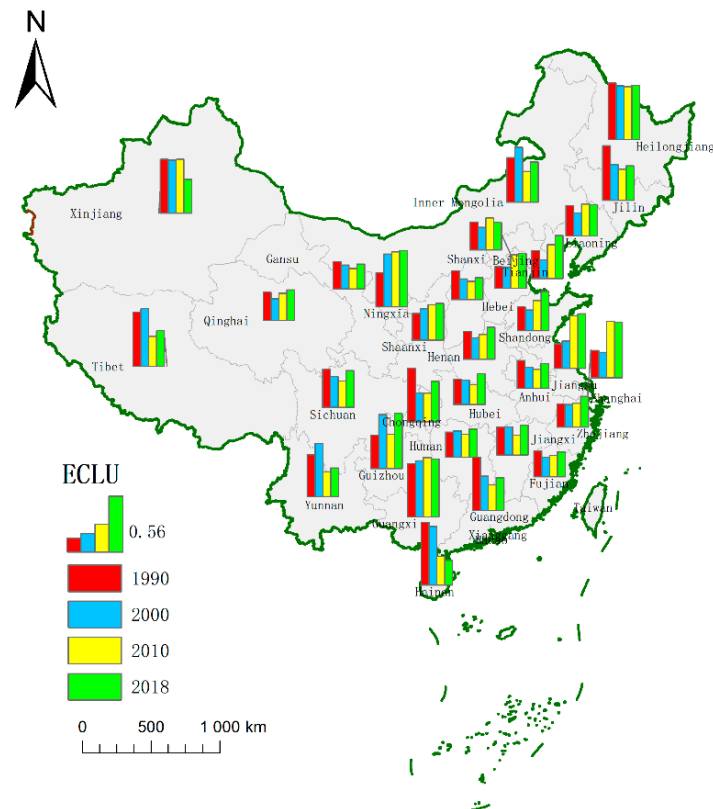 N
Heilongjiang
Jilin
Inner Mongolia
Xinjiang
Liaoning
Shanxi
Beijing
Tianjin
Gansu
Ningxia
Hebei
Qinghai
Shandong
Shaanxi
Henan
Tibet
Jiangsu
Anhui
Shanghai
Sichuan
Hubei
Chongqing
Zhejiang
Hunan
Jiangxi
Guizhou
ECLU
Fujian
Yunnan
Taiwan
Guangdong
Guangxi
0.56
Xianggang
1990
Hainan
2000
2010
2018
0 500 1 000 km